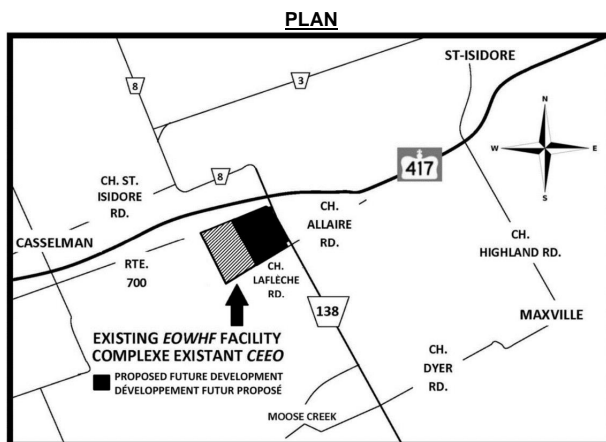 PLAN
ST-ISIDORE
8
3
N
W
E
S
417
CH. ST.
ISIDORE
RD.
8
CH.
ALLAIRE
RD.
CH.
HIGHLAND RD.
CASSELMAN
RTE.
700
CH.
LAFLÈCHE
RD.
138
MAXVILLE
EXISTING EOWHF FACILITY
COMPLEXE EXISTANT CEEO
PROPOSED FUTURE DEVELOPMENT
DÉVELOPPEMENT FUTUR PROPOSÉ
CH.
DYER
RD.
MOOSE CREEK